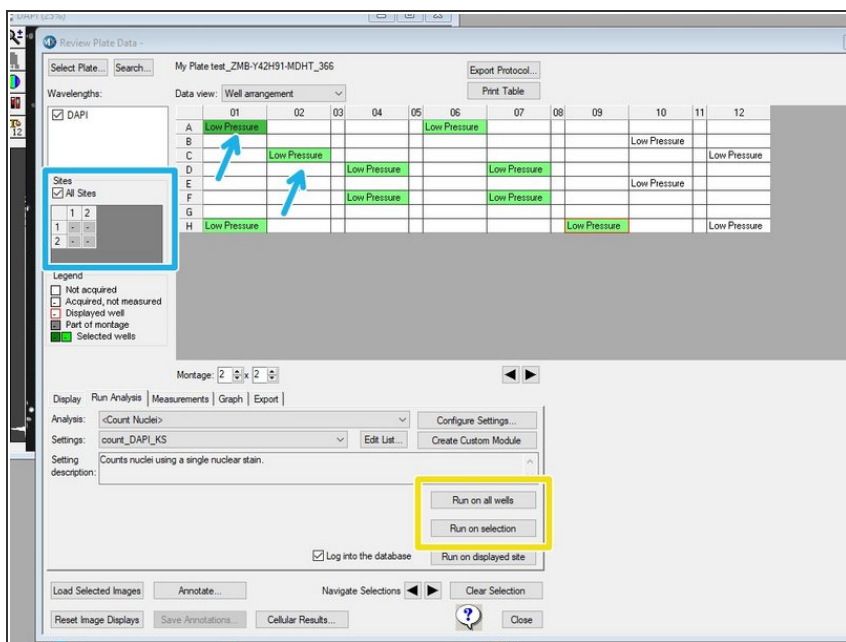 DAPI (25%)
Review Plate Data -
Select Plate... Search... My Plate test_ZMB-Y42H91-MDHT_366 Export Protocol...
Wavelengths: Data view: Well arrangement Print Table
DAPI
01 02 03 04 05 06 07 08 09 10 11 12
A Low Pressure Low Pressure
B Low Pressure
C Low Pressure Low Pressure
D Low Pressure Low Pressure
E Low Pressure
F Low Pressure Low Pressure
G
H Low Pressure Low Pressure Low Pressure
Sites
All Sites
1 2
1 - -
2 - -
Legend
Not acquired
Acquired, not measured
Displayed well
Part of montage
Selected wells
Montage: 2 x 2
Display Run Analysis Measurements Graph Export
Analysis: <Count Nuclei> Configure Settings...
Settings: count_DAPI_KS Edit List... Create Custom Module
Setting description: Counts nuclei using a single nuclear stain.
Run on all wells
Run on selection
Log into the database Run on displayed site
Load Selected Images Annotate... Navigate Selections Clear Selection
Reset Image Displays Save Annotations... Cellular Results... ? Close